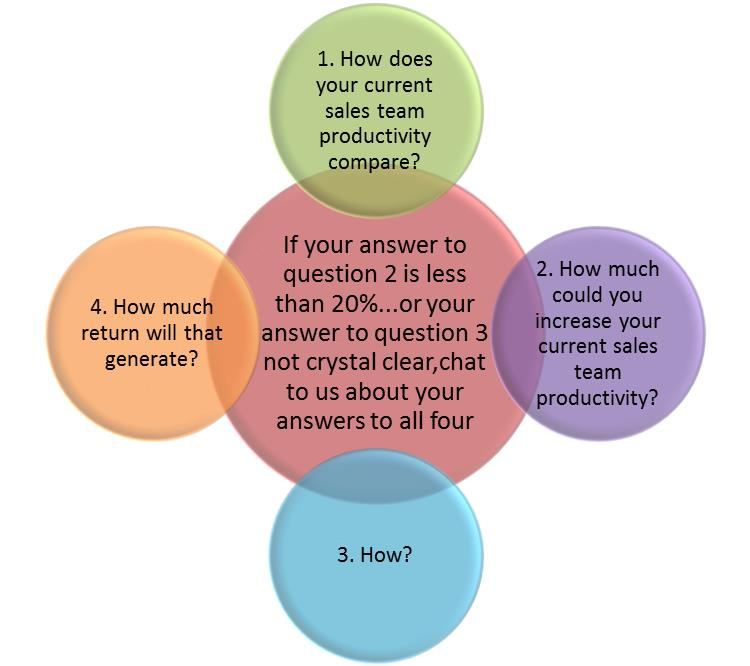 1. How does
your current
sales team
productivity
compare?
If your answer to
question 2 is less
than 20%...or your
answer to question 3
not crystal clear,chat
to us about your
answers to all four
2. How much
could you
increase your
current sales
team
productivity?
3. How?
4. How much
return will that
generate?